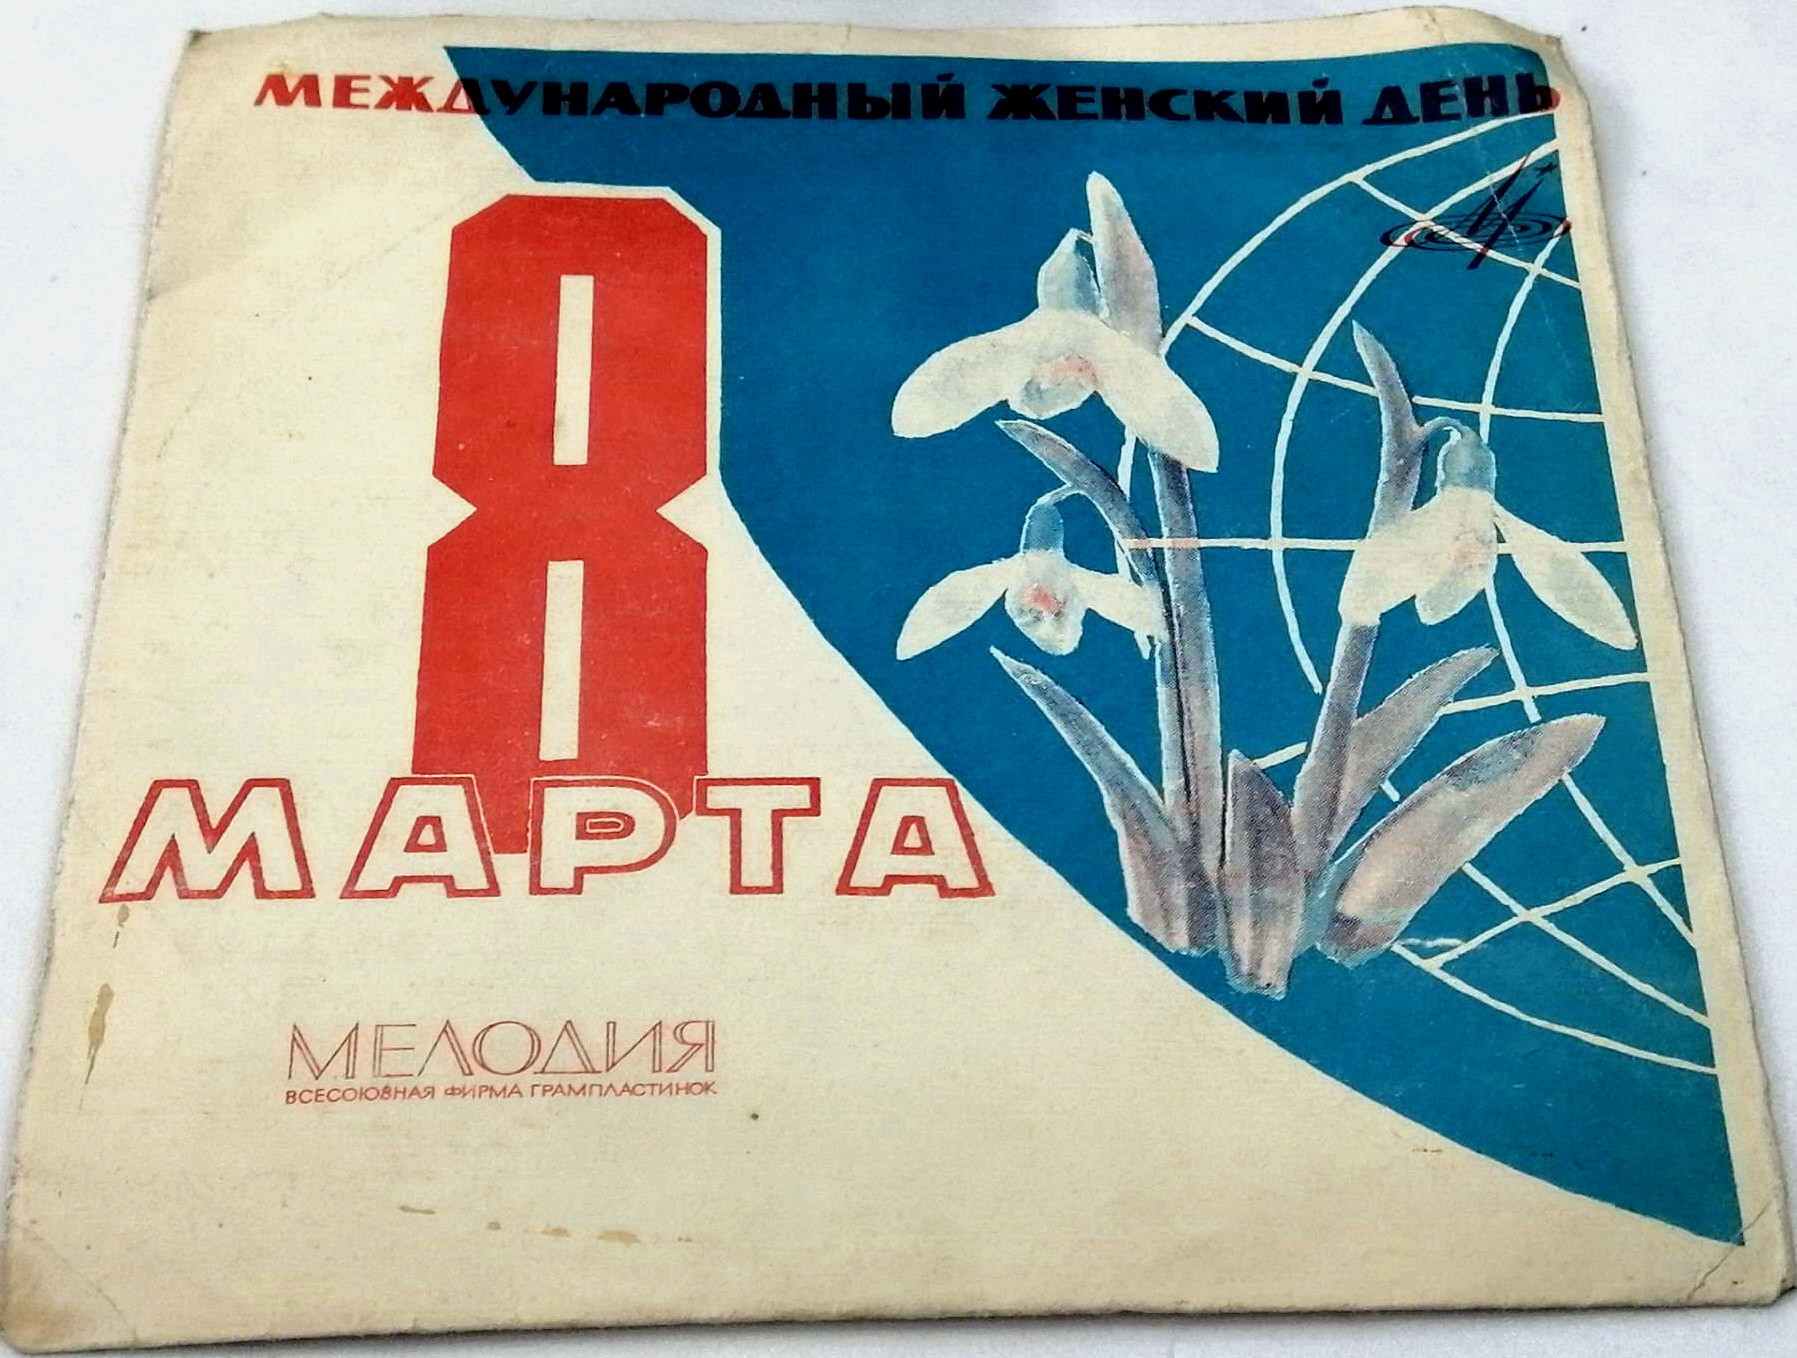 МЕЖДУНАРОДНЫЙ ЖЕНСКИЙ ДЕНЬ
8
МАРТА
МЕЛОДИЯ
ВСЕСОЮЗНАЯ ФИРМА ГРАМПЛАСТИНОК